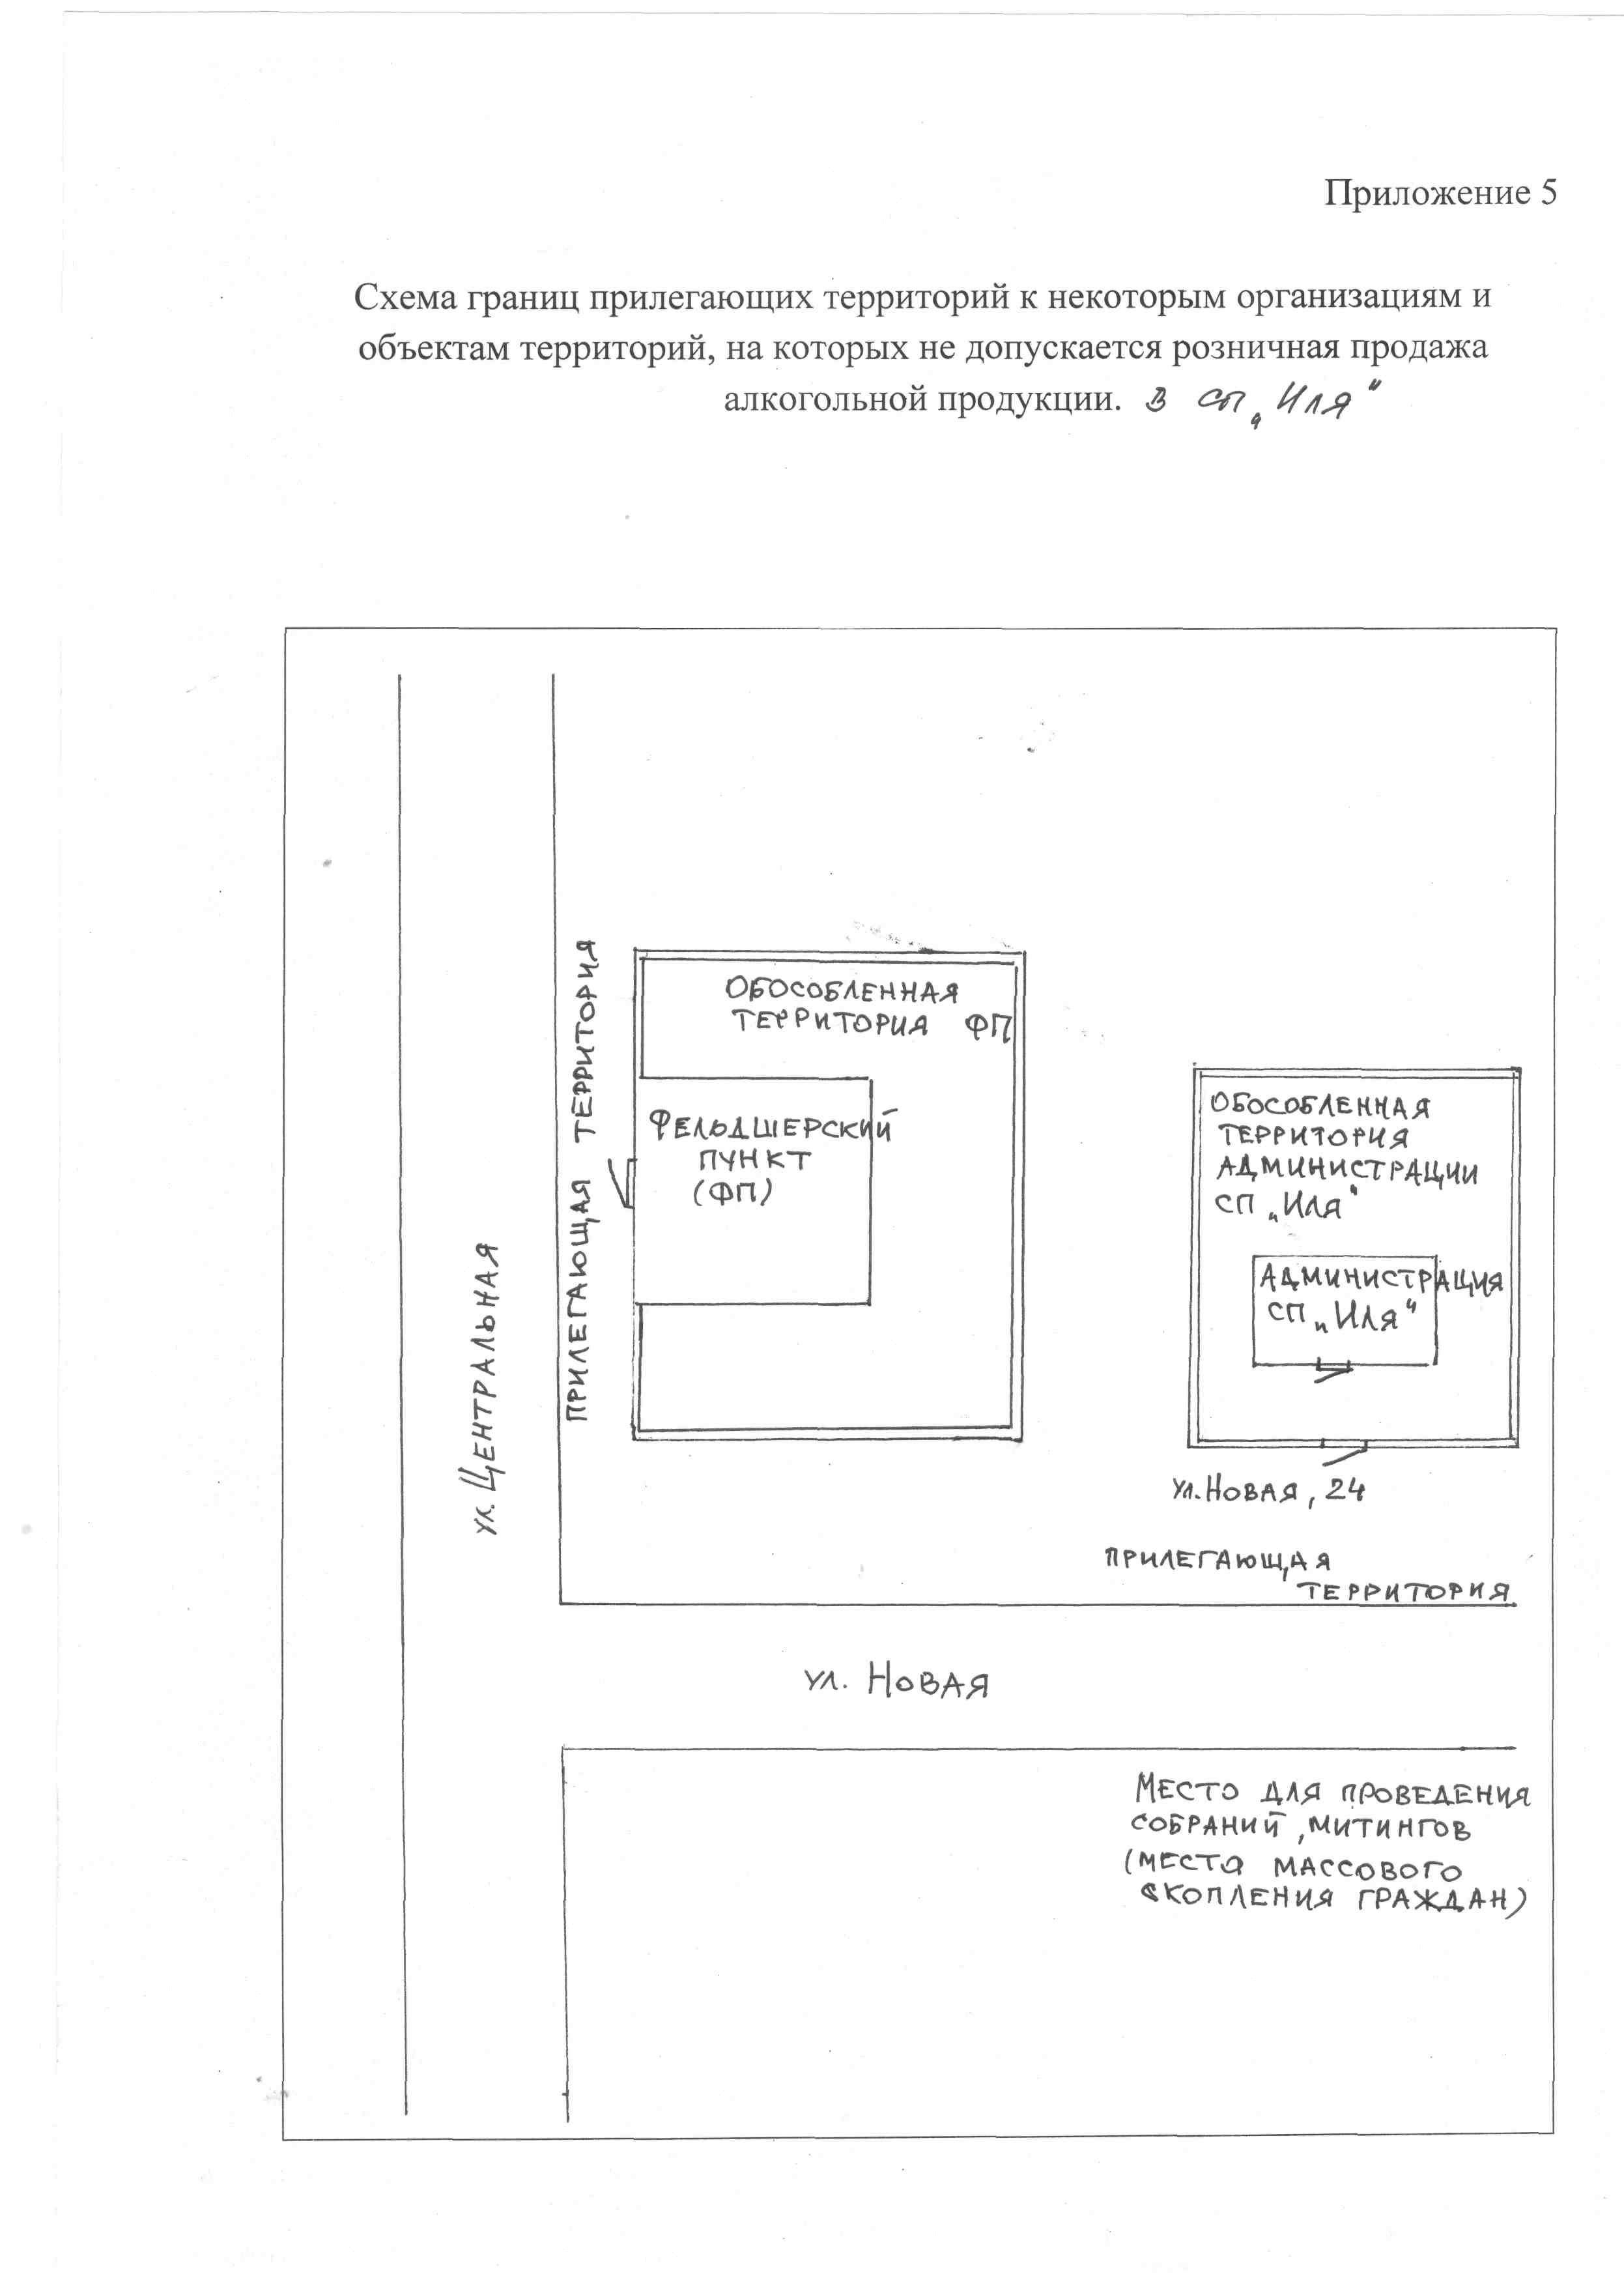 Приложение 5
Схема границ прилегающих территорий к некоторым организациям и
объектам территорий, на которых не допускается розничная продажа
алкогольной продукции. в сп „Иля“
ПРИЛЕГАЮЩАЯ ТЕРРИТОРИЯ
ул. ЦЕНТРАЛЬНАЯ
ОБОСОБЛЕННАЯ
ТЕРРИТОРИЯ ФП
ФЕЛЬДШЕРСКИЙ
ПУНКТ
(ФП)
ОБОСОБЛЕННАЯ
ТЕРРИТОРИЯ
АДМИНИСТРАЦИИ
СП „ИЛЯ“
АДМИНИСТРАЦИЯ
СП „ИЛЯ“
ул. НОВАЯ, 24
ПРИЛЕГАЮЩАЯ
ТЕРРИТОРИЯ
ул. НОВАЯ
МЕСТО ДЛЯ ПРОВЕДЕНИЯ
СОБРАНИЙ, МИТИНГОВ
(МЕСТА МАССОВОГО
СКОПЛЕНИЯ ГРАЖДАН)